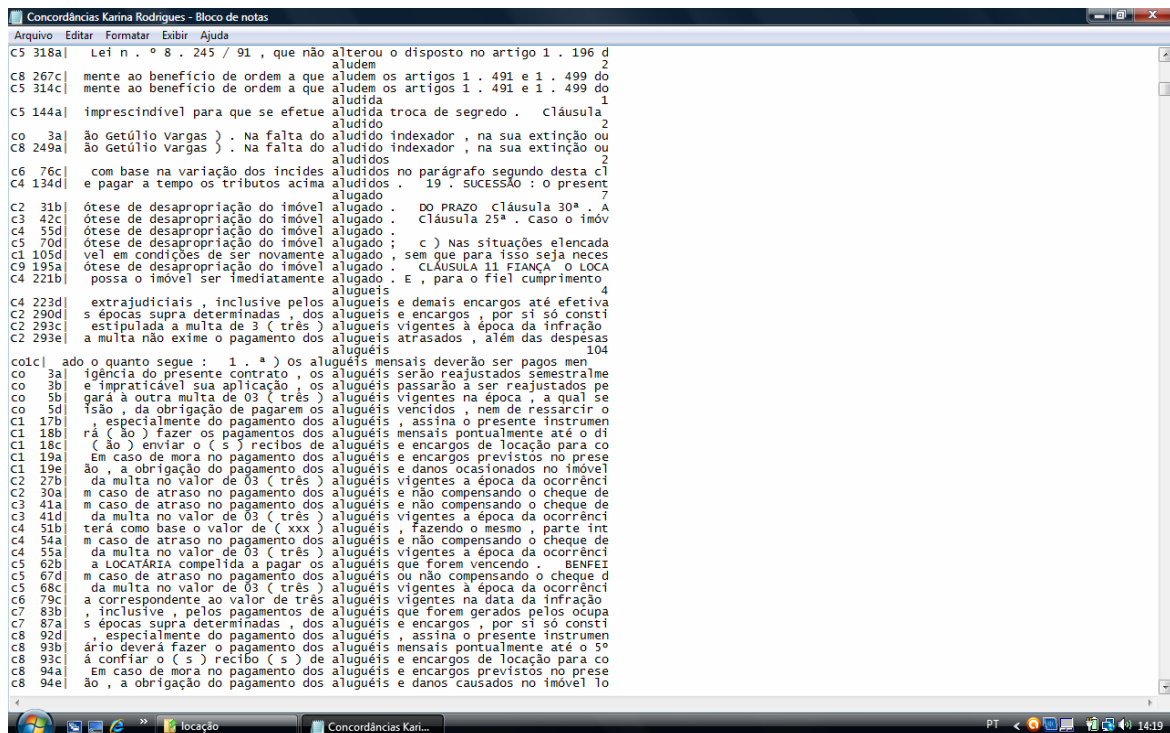 Concordâncias Karina Rodrigues - Bloco de notas
Arquivo Editar Formatar Exibir Ajuda
C5 318a| Lei n . º 8 . 245 / 91 , que não alterou o disposto no artigo 1 . 196 d
aludem 2
C8 267c| mente ao benefício de ordem a que aludem os artigos 1 . 491 e 1 . 499 do
C5 314c| mente ao benefício de ordem a que aludem os artigos 1 . 491 e 1 . 499 do
aludida 1
C5 144a| imprescindível para que se efetue aludida troca de segredo . Cláusula
aludido 2
co 3a| ão Getúlio Vargas ) . Na falta do aludido indexador , na sua extinção ou
C8 249a| ão Getúlio Vargas ) . Na falta do aludido indexador , na sua extinção ou
aludidos 2
c6 76c| com base na variação dos incides aludidos no parágrafo segundo desta cl
C4 134d| e pagar a tempo os tributos acima aludidos . 19 . SUCESSÃO : O present
alugado 7
C2 31b| ótese de desapropriação do imóvel alugado . DO PRAZO Cláusula 30ª . A
c3 42c| ótese de desapropriação do imóvel alugado . Cláusula 25ª . Caso o imóv
c4 55d| ótese de desapropriação do imóvel alugado .
c5 70d| ótese de desapropriação do imóvel alugado ; c ) Nas situações elencada
c1 105d| vel em condições de ser novamente alugado , sem que para isso seja neces
C9 195a| ótese de desapropriação do imóvel alugado . CLÁUSULA 11 FIANÇA O LOCA
C4 221b| possa o imóvel ser imediatamente alugado . E , para o fiel cumprimento
alugueis 4
C4 223d| extrajudiciais , inclusive pelos alugueis e demais encargos até efetiva
C2 290d| s épocas supra determinadas , dos alugueis e encargos , por si só consti
C2 293c| estipulada a multa de 3 ( três ) alugueis vigentes à época da infração
C2 293e| a multa não exime o pagamento dos alugueis atrasados , além das despesas
aluguéis 104
co1c| ado o quanto segue : 1 . ª ) Os aluguéis mensais deverão ser pagos men
co 3a| igência do presente contrato , os aluguéis serão reajustados semestralme
co 3b| e impraticável sua aplicação , os aluguéis passarão a ser reajustados pe
co 5b| gará à outra multa de 03 ( três ) aluguéis vigentes na época , a qual se
co 5d| isão , da obrigação de pagarem os aluguéis vencidos , nem de ressarcir o
C1 17b| , especialmente do pagamento dos aluguéis , assina o presente instrumen
C1 18b| rá ( ão ) fazer os pagamentos dos aluguéis mensais pontualmente até o di
C1 18c| ( ão ) enviar o ( s ) recibos de aluguéis e encargos de locação para co
C1 19a| Em caso de mora no pagamento dos aluguéis e encargos previstos no prese
C1 19e| ão , a obrigação do pagamento dos aluguéis e danos ocasionados no imóvel
C2 27b| da multa no valor de 03 ( três ) aluguéis vigentes a época da ocorrênci
C2 30a| m caso de atraso no pagamento dos aluguéis e não compensando o cheque de
c3 41a| m caso de atraso no pagamento dos aluguéis e não compensando o cheque de
c3 41d| da multa no valor de 03 ( três ) aluguéis vigentes a época da ocorrênci
c4 51b| terá como base o valor de ( xxx ) aluguéis , fazendo o mesmo , parte int
c4 54a| m caso de atraso no pagamento dos aluguéis e não compensando o cheque de
c4 55a| da multa no valor de 03 ( três ) aluguéis vigentes a época da ocorrênci
c5 62b| a LOCATÁRIA compelida a pagar os aluguéis que forem vencendo . BENFEI
c5 67d| m caso de atraso no pagamento dos aluguéis ou não compensando o cheque d
c5 68c| da multa no valor de 03 ( três ) aluguéis vigentes à época da ocorrênci
c6 79c| a correspondente ao valor de três aluguéis vigentes na data da infração
c7 83b| , inclusive , pelos pagamentos de aluguéis que forem gerados pelos ocupa
c7 87a| s épocas supra determinadas , dos aluguéis e encargos , por si só consti
c8 92d| , especialmente do pagamento dos aluguéis , assina o presente instrumen
c8 93b| ário deverá fazer o pagamento dos aluguéis mensais pontualmente até o 5º
c8 93c| á confiar o ( s ) recibo ( s ) de aluguéis e encargos de locação para co
c8 94a| Em caso de mora no pagamento dos aluguéis e encargos previstos no prese
c8 94e| ão , a obrigação do pagamento dos aluguéis e danos causados no imóvel lo
locação
Concordâncias Kari...
PT
14:19